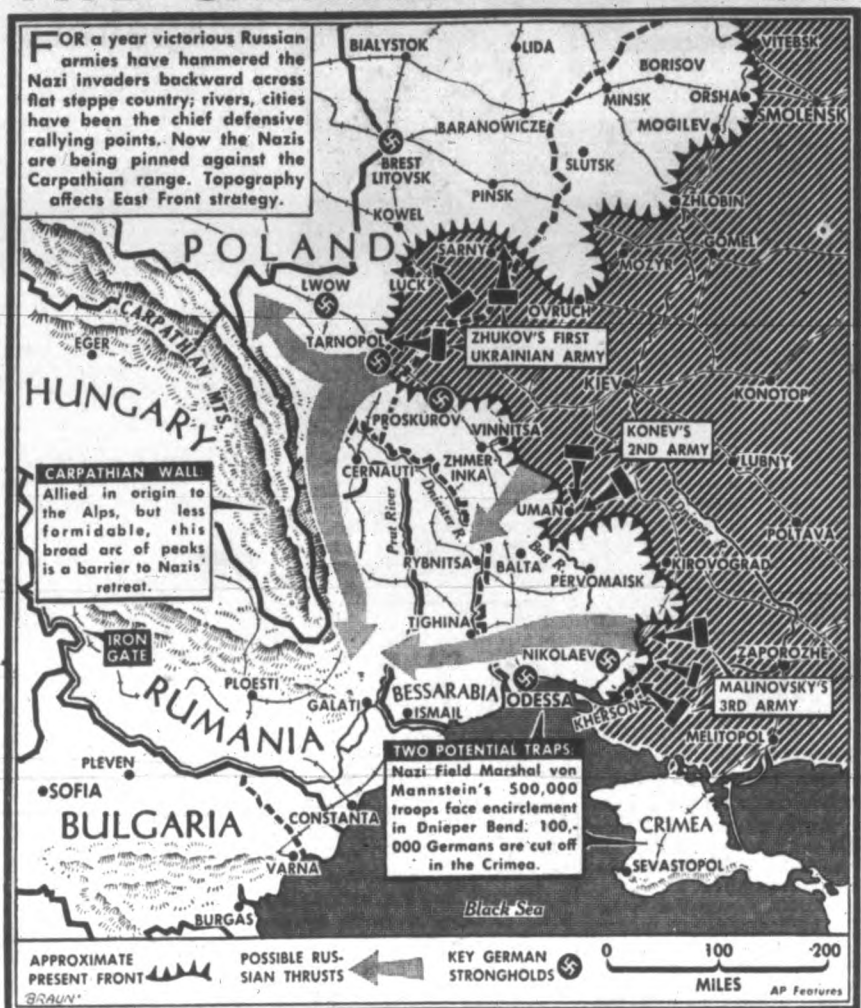 FOR a year victorious Russian
armies have hammered the
Nazi invaders backward across
flat steppe country; rivers, cities
have been the chief defensive
rallying points. Now the Nazis
are being pinned against the
Carpathian range. Topography
affects East Front strategy.
BIALYSTOK
LIDA
VITEBSK
BORISOV
MINSK
ORSHA
SMOLENSK
BARANOWICZE
MOGILEV
BREST
LITOVSK
SLUTSK
PINSK
ZHLOBIN
KOWEL
POLAND
SARNY
GOMEL
MOZYR
LWOW
LUCK
OVRUCH
CARPATHIAN MTS.
TARNOPOL
ZHUKOV'S FIRST
UKRAINIAN ARMY
EGER
HUNGARY
KIEV
KONOTOP
PROSKUROV
VINNITSA
KONEV'S
2ND ARMY
CERNAUTI
ZHMER-
INKA
LUBNY
CARPATHIAN WALL:
Allied in origin to
the Alps, but less
formidable, this
broad arc of peaks
is a barrier to Nazis'
retreat.
Dniester R.
Prut River
UMAN
Dnieper R.
POLTAVA
Bug R.
RYBNITSA
BALTA
PERVOMAISK
KIROVOGRAD
TIGHINA
IRON
GATE
NIKOLAEV
ZAPOROZHE
PLOESTI
RUMANIA
GALATI
BESSARABIA
ISMAIL
ODESSA
KHERSON
MALINOVSKY'S
3RD ARMY
MELITOPOL
PLEVEN
SOFIA
TWO POTENTIAL TRAPS:
Nazi Field Marshal von
Mannstein's 500,000
troops face encirclement
in Dnieper Bend: 100,-
000 Germans are cut off
in the Crimea.
BULGARIA
CONSTANTA
CRIMEA
VARNA
SEVASTOPOL
BURGAS
Black Sea
APPROXIMATE
PRESENT FRONT
POSSIBLE RUS-
SIAN THRUSTS
KEY GERMAN
STRONGHOLDS
0 100 200
MILES
BRAUN
AP Features